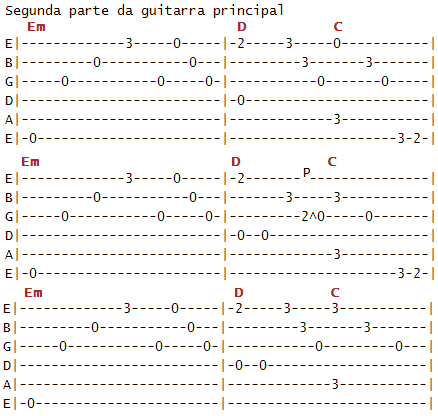 Segunda parte da guitarra principal
Em D C
E|-------------3-----0-----|-2-----3-----0-----------|
B|---------0-----------0---|---------3-------3-------|
G|-----0-----------0-----0-|-----------0-------0-----|
D|-------------------------|-0-----------------------|
A|-------------------------|-------------3-----------|
E|-0-----------------------|---------------------3-2-|
Em D C
E|-------------3-----0-----|-2-------P---------------|
B|---------0-----------0---|-------3-----3-----------|
G|-----0-----------0-----0-|---------2^0-----0-------|
D|-------------------------|-0--0--------------------|
A|-------------------------|-------------3-----------|
E|-0-----------------------|---------------------3-2-|
Em D C
E|-------------3-----0-----|-2-----3-----3-----------|
B|---------0-----------0---|---------3-------3-------|
G|-----0-----------0-----0-|-----------0---------0---|
D|-------------------------|-0--0--------------------|
A|-------------------------|-------------3-----------|
E|-0-----------------------|-------------------------|